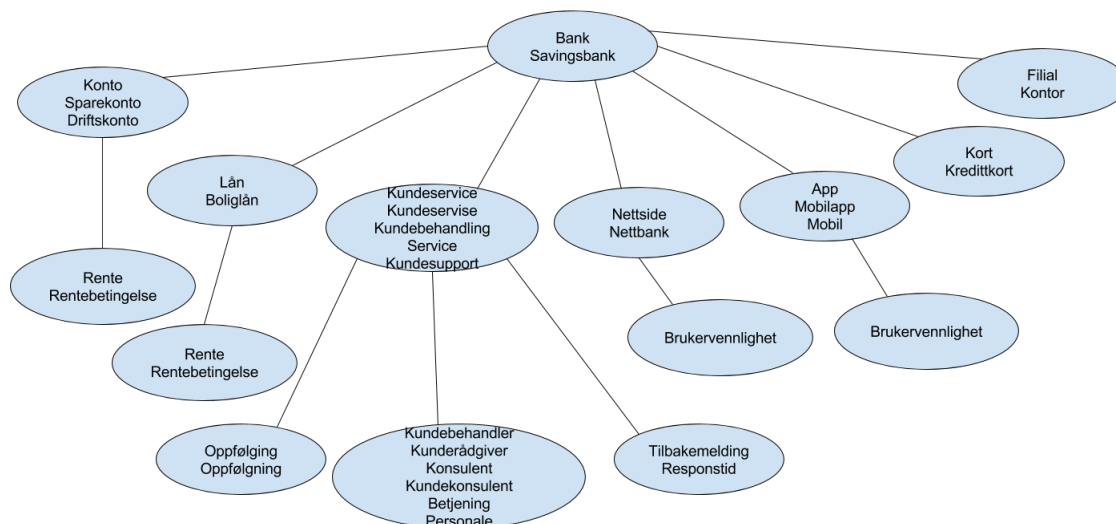 Bank
Savingsbank
Konto
Sparekonto
Driftskonto
Filial
Kontor
Kort
Kredittkort
Lån
Boliglån
Kundeservice
Kundeservise
Kundebehandling
Service
Kundesupport
Nettside
Nettbank
App
Mobilapp
Mobil
Rente
Rentebetingelse
Rente
Rentebetingelse
Brukervennlighet
Brukervennlighet
Oppfølging
Oppfølgning
Kundebehandler
Kunderådgiver
Konsulent
Kundekonsulent
Betjening
Personale
Tilbakemelding
Responstid